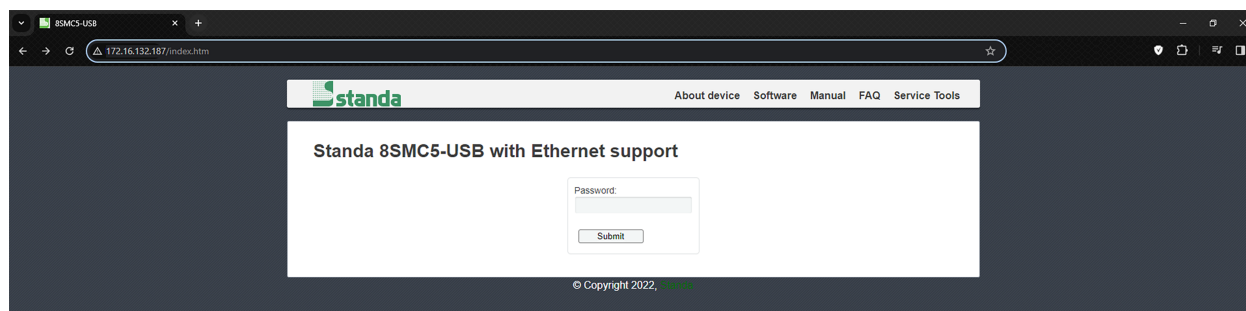 8SMC5-USB
172.16.132.187/index.htm
standa
About device Software Manual FAQ Service Tools
Standa 8SMC5-USB with Ethernet support
Password:
Submit
© Copyright 2022,